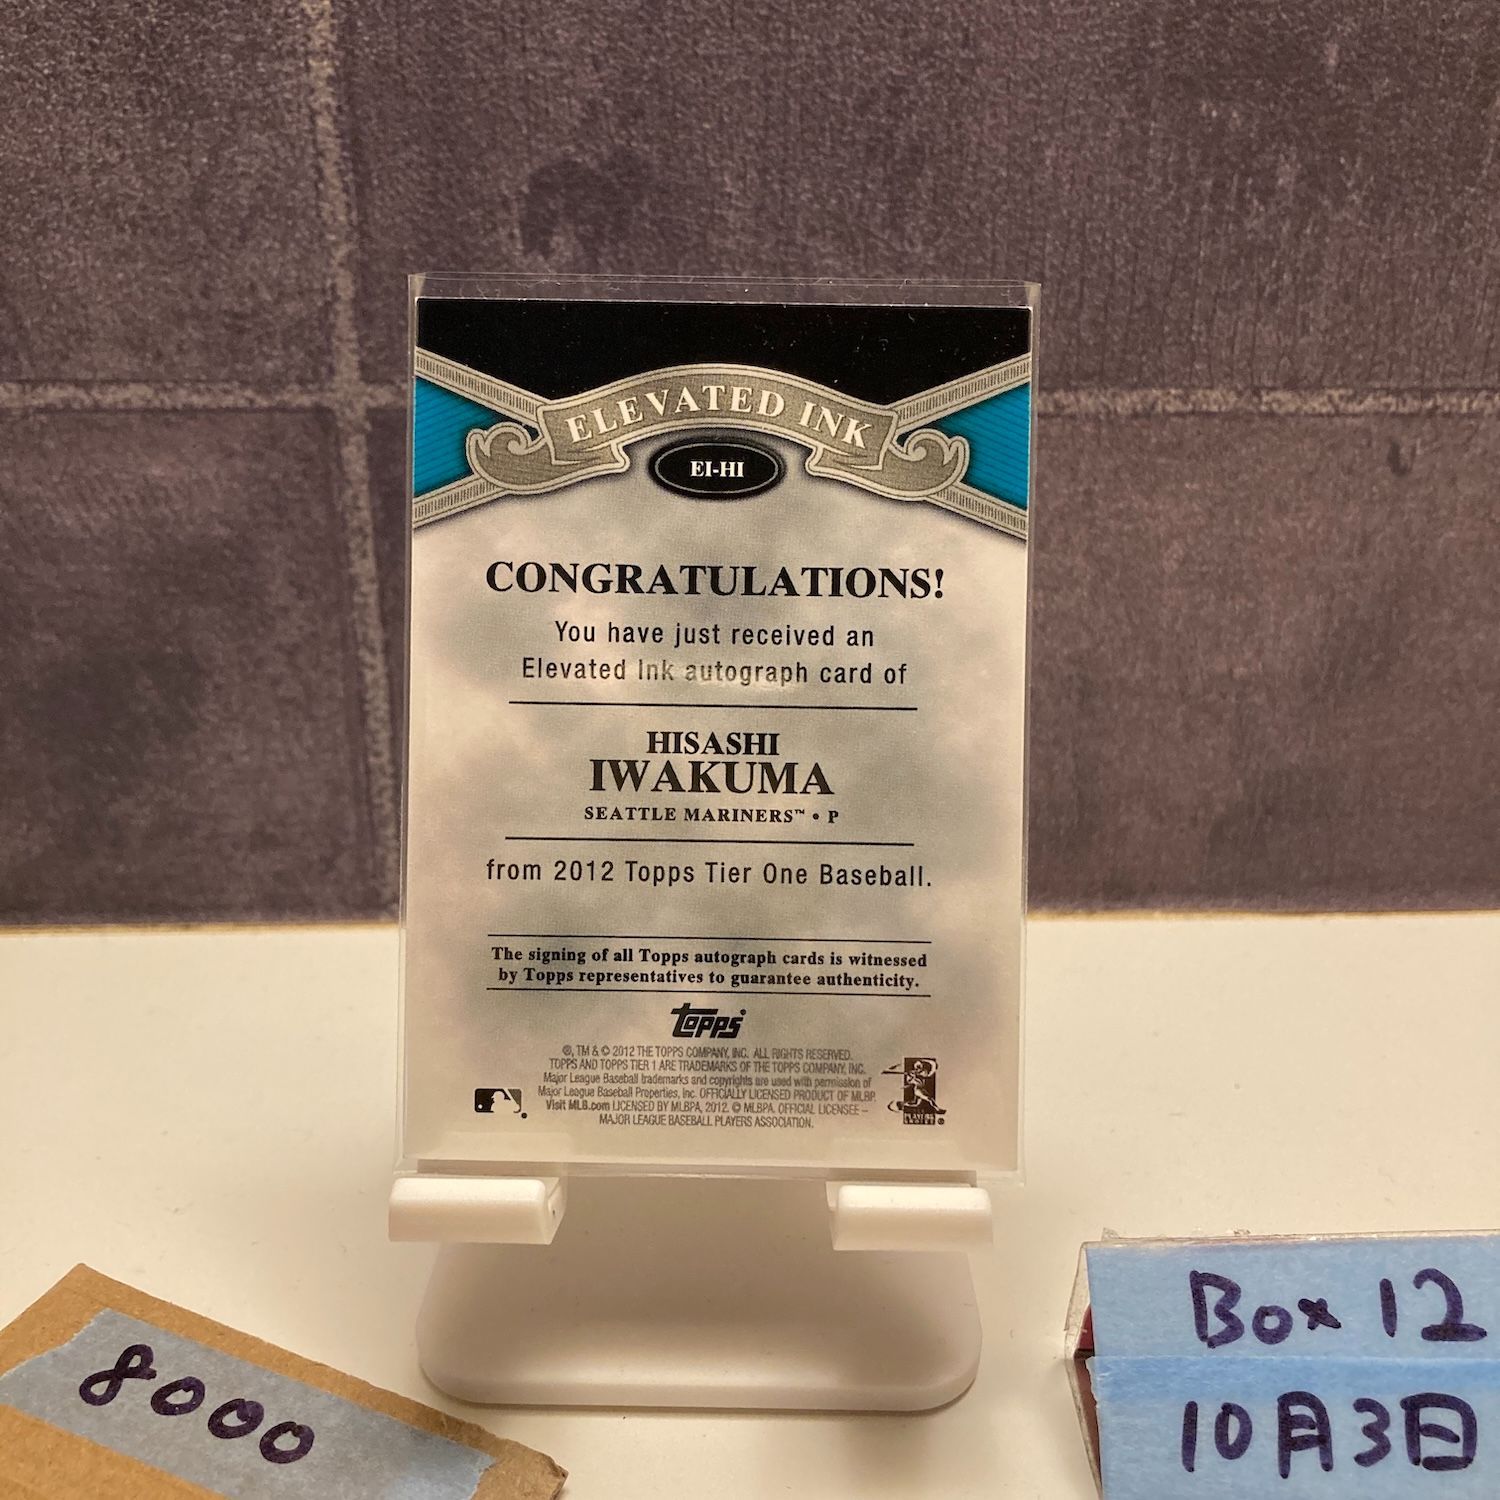 ELEVATED INK
EI-HI
CONGRATULATIONS!
You have just received an
Elevated Ink autograph card of
HISASHI
IWAKUMA
SEATTLE MARINERS™ • P
from 2012 Topps Tier One Baseball.
The signing of all Topps autograph cards is witnessed
by Topps representatives to guarantee authenticity.
topps
®, TM & © 2012 THE TOPPS COMPANY, INC. ALL RIGHTS RESERVED.
TOPPS AND TOPPS TIER 1 ARE TRADEMARKS OF THE TOPPS COMPANY, INC.
Major League Baseball trademarks and copyrights are used with permission of
Major League Baseball Properties, Inc. OFFICIALLY LICENSED PRODUCT OF MLBP.
Visit MLB.com LICENSED BY MLBPA, 2012. © MLBPA. OFFICIAL LICENSEE –
MAJOR LEAGUE BASEBALL PLAYERS ASSOCIATION.
8000
Box 12
10月3日